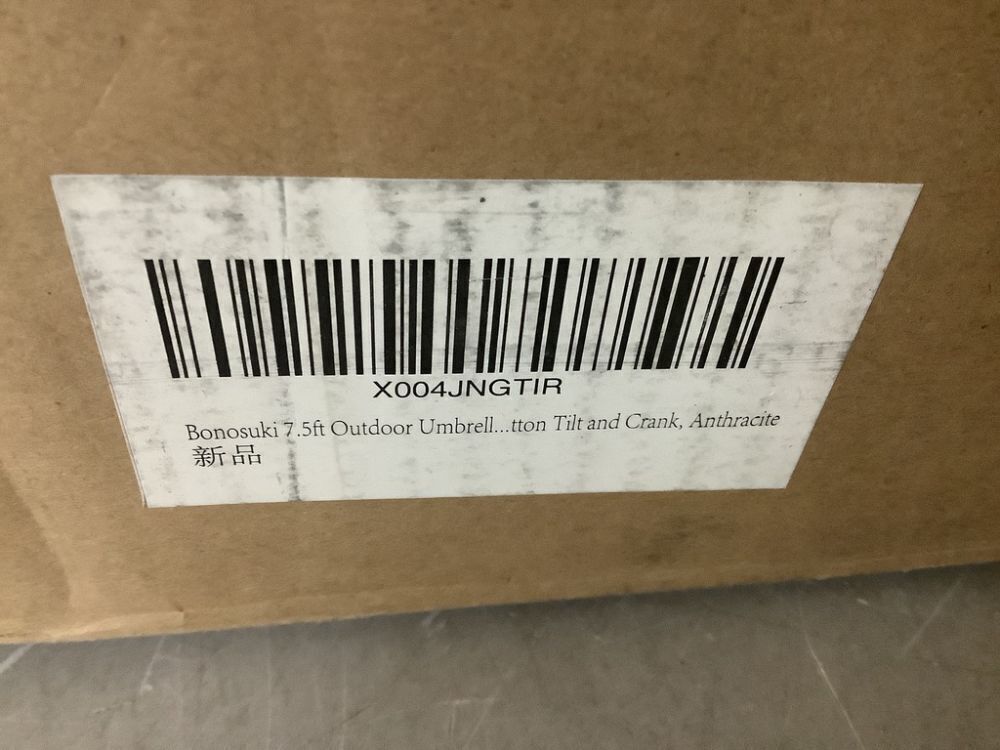 X004JNGTIR
Bonosuki 7.5ft Outdoor Umbrell...tton Tilt and Crank, Anthracite
新品